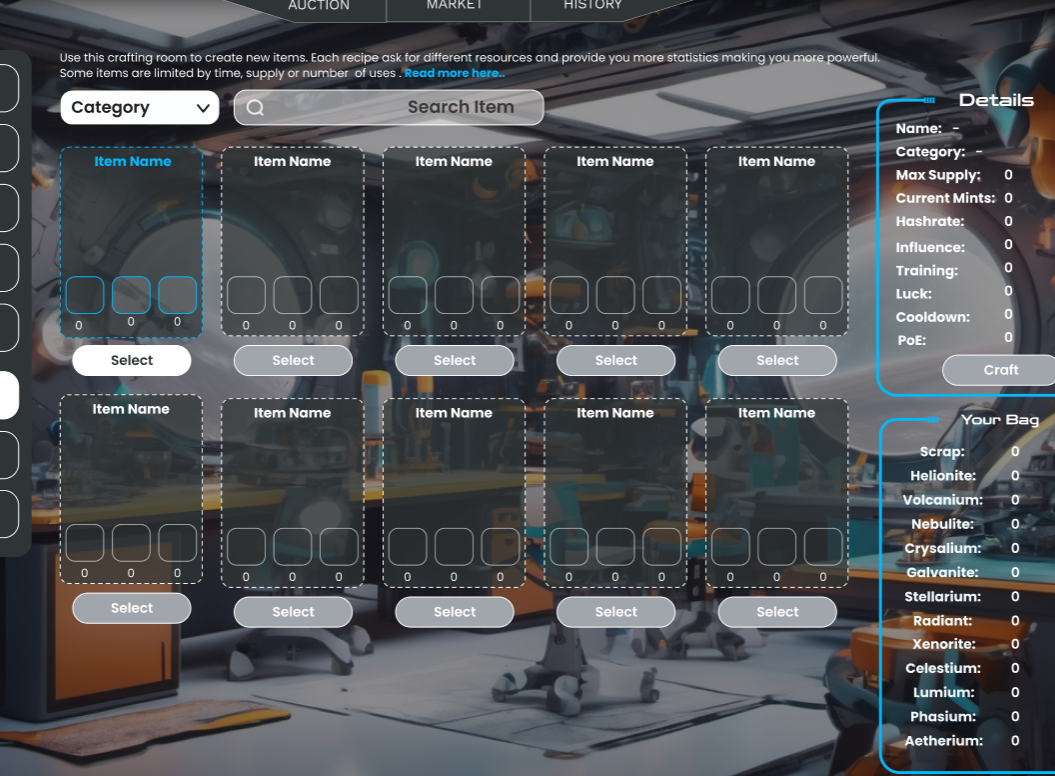 AUCTION
MARKET
HISTORY
Use this crafting room to create new items. Each recipe ask for different resources and provide you more statistics making you more powerful.
Some items are limited by time, supply or number of uses . Read more here..
Category
Search Item
Item Name
Item Name
Item Name
Item Name
Item Name
0 0 0
0 0 0
0 0 0
0 0 0
0 0 0
Select
Select
Select
Select
Select
Item Name
Item Name
Item Name
Item Name
Item Name
0 0 0
0 0 0
0 0 0
0 0 0
0 0 0
Select
Select
Select
Select
Select
Details
Name: -
Category: -
Max Supply: 0
Current Mints: 0
Hashrate: 0
Influence: 0
Training: 0
Luck: 0
Cooldown: 0
PoE: 0
Craft
Your Bag
Scrap: 0
Helionite: 0
Volcanium: 0
Nebulite: 0
Crysalium: 0
Galvanite: 0
Stellarium: 0
Radiant: 0
Xenorite: 0
Celestium: 0
Lumium: 0
Phasium: 0
Aetherium: 0